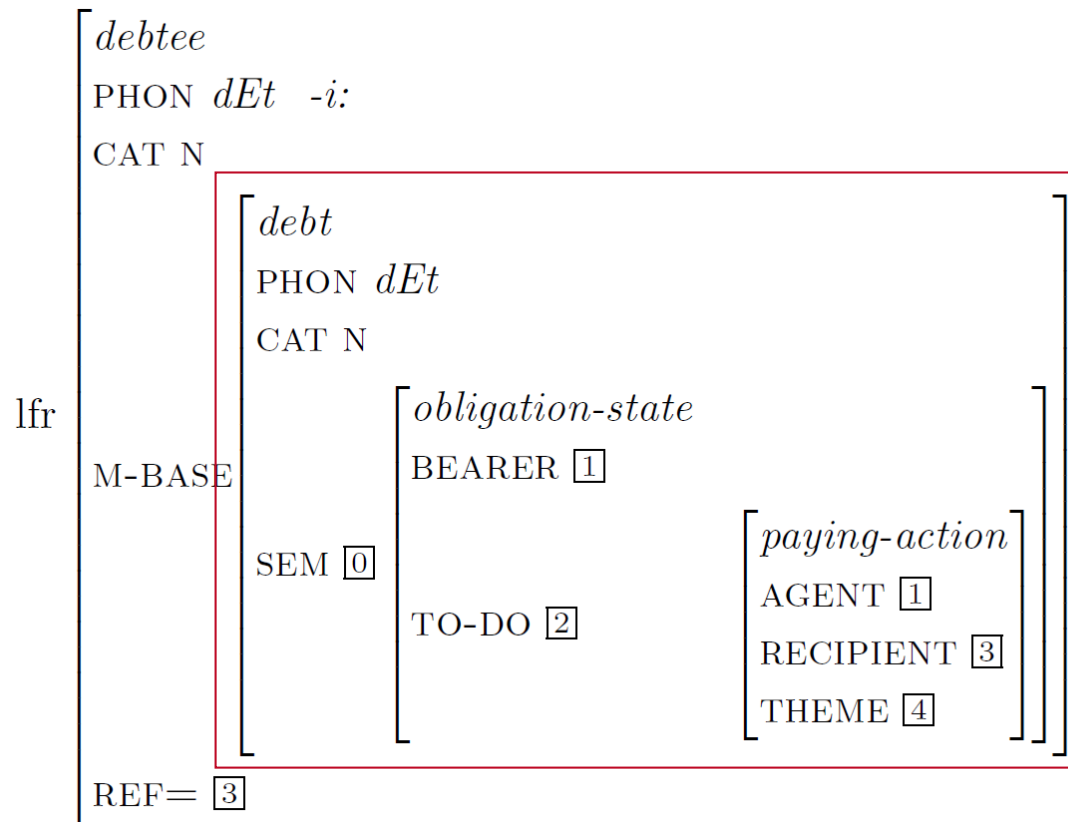 debtee
PHON dEt -i:
CAT N
debt
PHON dEt
CAT N
obligation-state
lfr
M-BASE
BEARER 1
paying-action
SEM 0
AGENT 1
TO-DO 2
RECIPIENT 3
THEME 4
REF= 3